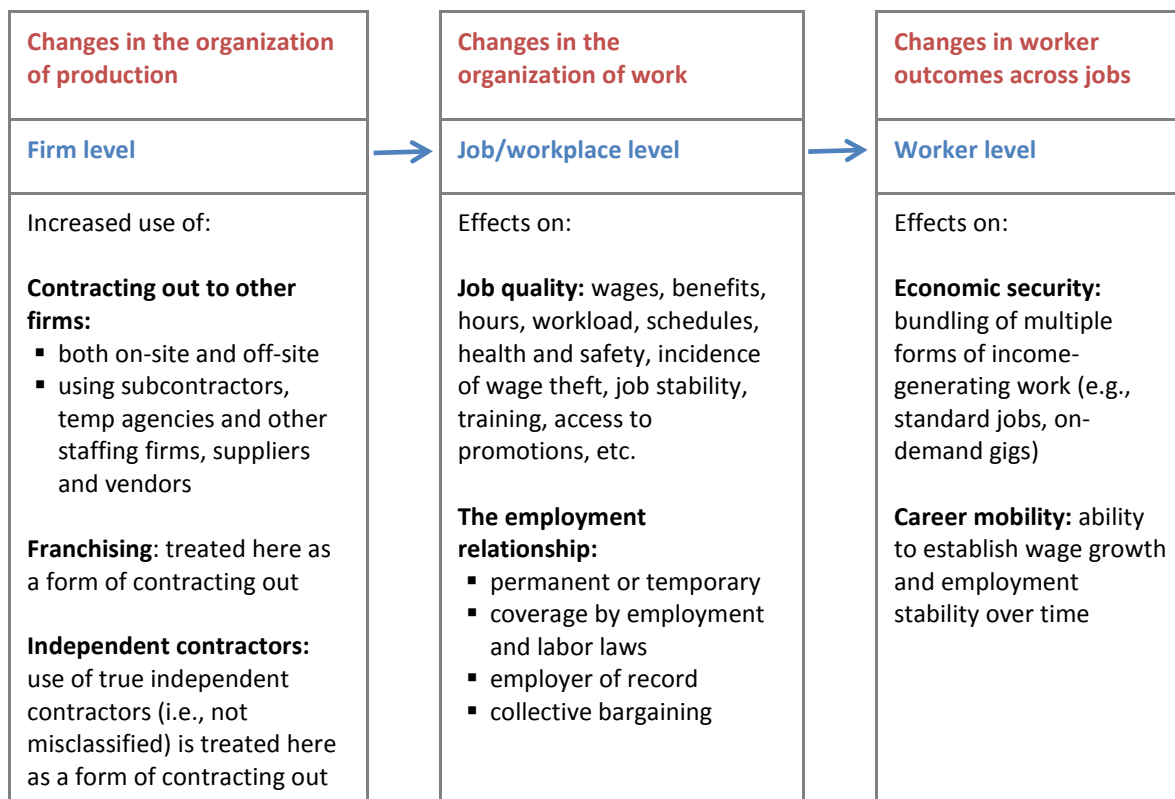 Changes in the organization
of production
Firm level
Increased use of:
Contracting out to other
firms:
▪ both on-site and off-site
▪ using subcontractors,
temp agencies and other
staffing firms, suppliers
and vendors
Franchising: treated here as
a form of contracting out
Independent contractors:
use of true independent
contractors (i.e., not
misclassified) is treated here
as a form of contracting out
Changes in the
organization of work
Job/workplace level
Effects on:
Job quality: wages, benefits,
hours, workload, schedules,
health and safety, incidence
of wage theft, job stability,
training, access to
promotions, etc.
The employment
relationship:
▪ permanent or temporary
▪ coverage by employment
and labor laws
▪ employer of record
▪ collective bargaining
Changes in worker
outcomes across jobs
Worker level
Effects on:
Economic security:
bundling of multiple
forms of income-
generating work (e.g.,
standard jobs, on-
demand gigs)
Career mobility: ability
to establish wage growth
and employment
stability over time